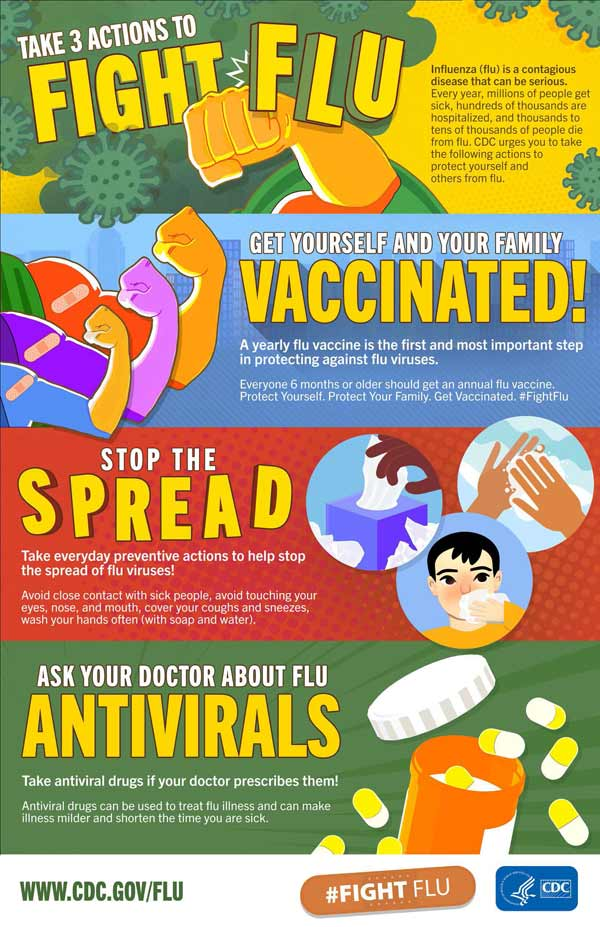 TAKE 3 ACTIONS TO
FIGHT FLU
Influenza (flu) is a contagious
disease that can be serious.
Every year, millions of people get
sick, hundreds of thousands are
hospitalized, and thousands to
tens of thousands of people die
from flu. CDC urges you to take
the following actions to
protect yourself and
others from flu.
GET YOURSELF AND YOUR FAMILY
VACCINATED!
A yearly flu vaccine is the first and most important step
in protecting against flu viruses.
Everyone 6 months or older should get an annual flu vaccine.
Protect Yourself. Protect Your Family. Get Vaccinated. #FightFlu
STOP THE
SPREAD
Take everyday preventive actions to help stop
the spread of flu viruses!
Avoid close contact with sick people, avoid touching your
eyes, nose, and mouth, cover your coughs and sneezes,
wash your hands often (with soap and water).
ASK YOUR DOCTOR ABOUT FLU
ANTIVIRALS
Take antiviral drugs if your doctor prescribes them!
Antiviral drugs can be used to treat flu illness and can make
illness milder and shorten the time you are sick.
WWW.CDC.GOV/FLU
#FIGHT FLU
CDC